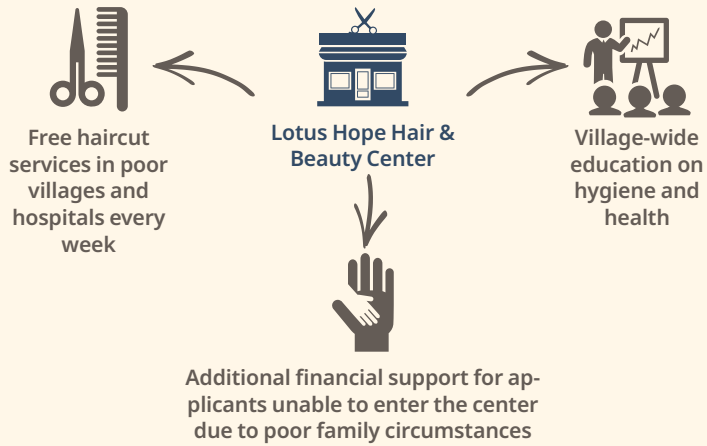 Lotus Hope Hair &
Beauty Center
Free haircut
services in poor
villages and
hospitals every
week
Village-wide
education on
hygiene and
health
Additional financial support for ap-
plicants unable to enter the center
due to poor family circumstances